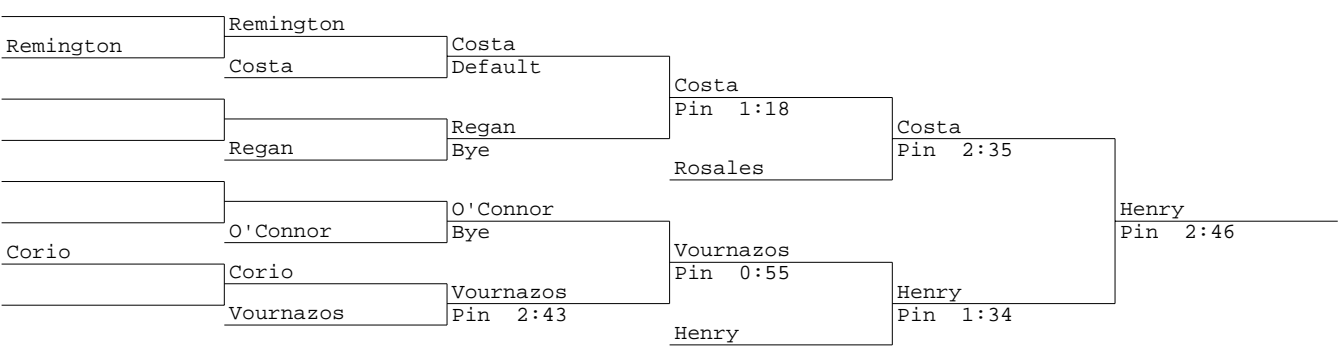 Remington
Remington
Costa
Costa
Default
Costa
Pin 1:18
Regan
Regan
Bye
Costa
Pin 2:35
Rosales
O'Connor
O'Connor
Bye
Henry
Pin 2:46
Corio
Corio
Vournazos
Pin 0:55
Vournazos
Vournazos
Pin 2:43
Henry
Pin 1:34
Henry